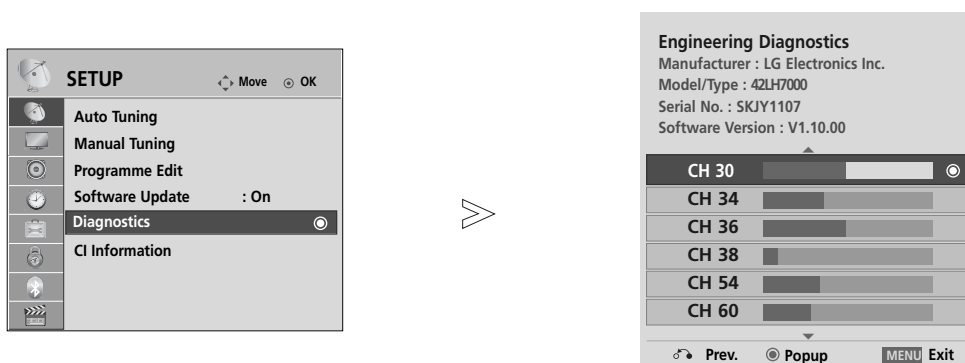 SETUP
Move OK
Auto Tuning
Manual Tuning
Programme Edit
Software Update : On
Diagnostics
CI Information
Engineering Diagnostics
Manufacturer : LG Electronics Inc.
Model/Type : 42LH7000
Serial No. : SKJY1107
Software Version : V1.10.00
CH 30
CH 34
CH 36
CH 38
CH 54
CH 60
Prev. Popup MENU Exit